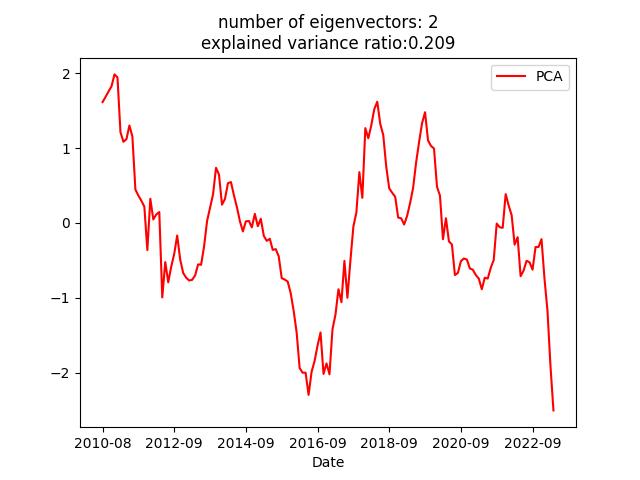 number of eigenvectors: 2
explained variance ratio:0.209
PCA
2
1
0
−1
−2
2010-08 2012-09 2014-09 2016-09 2018-09 2020-09 2022-09
Date